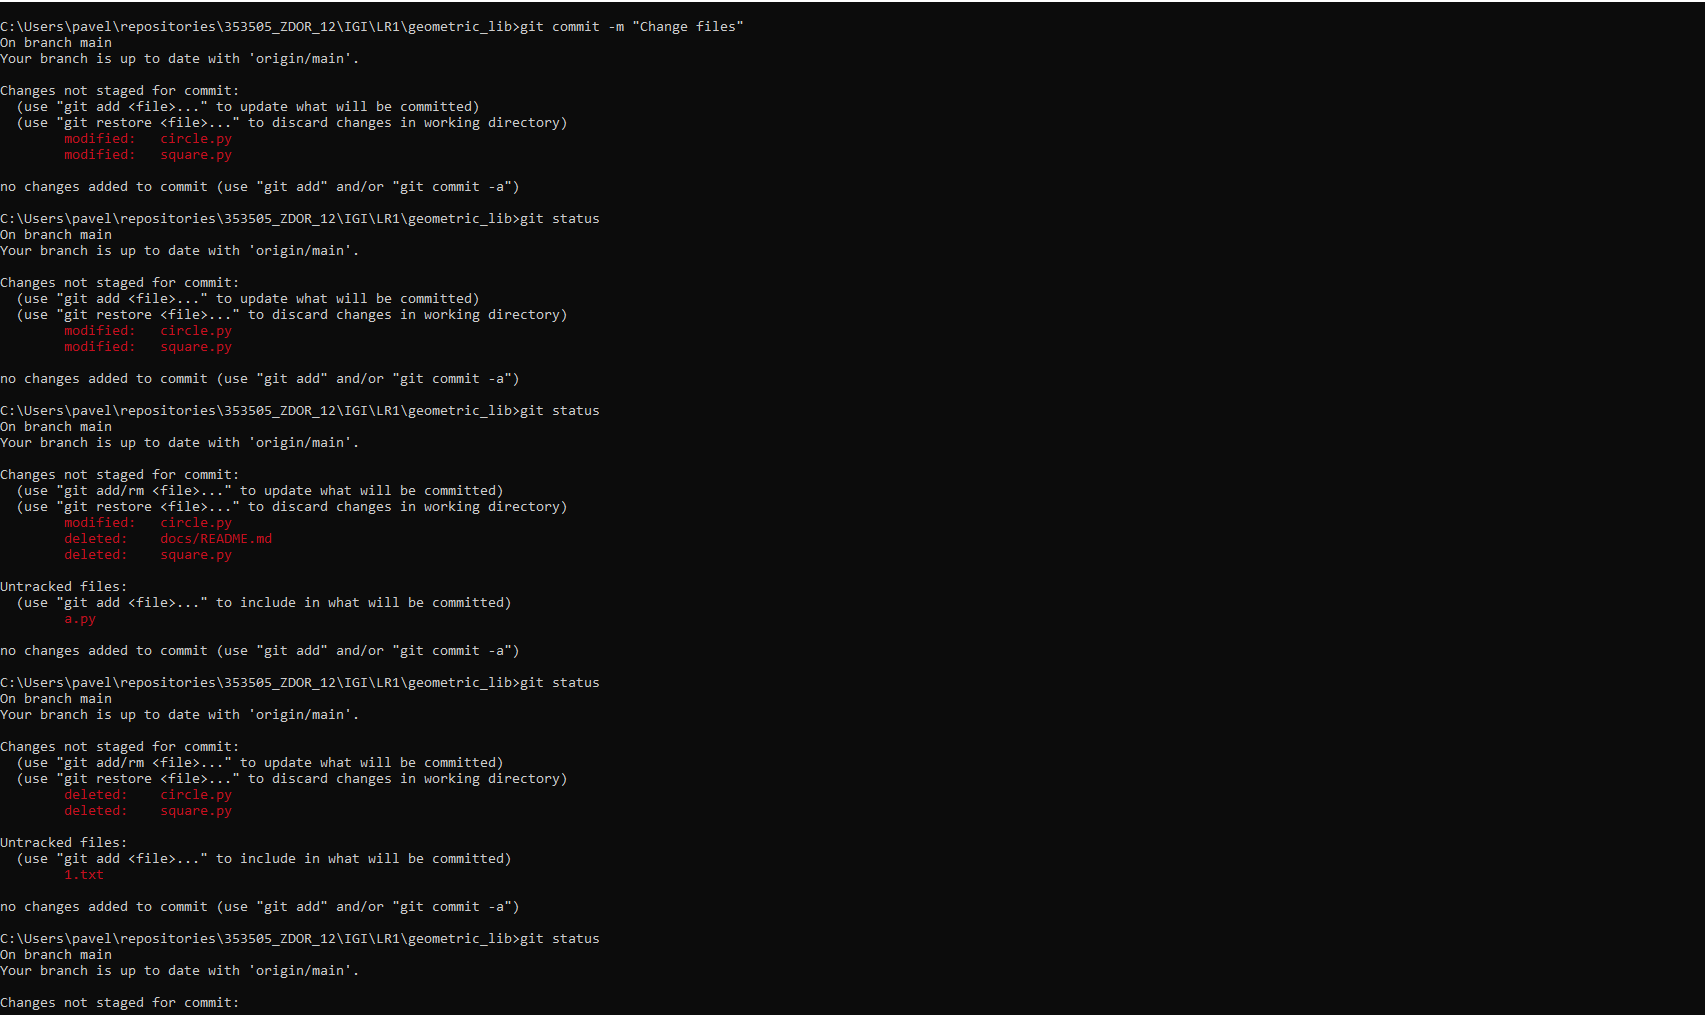 C:\Users\pavel\repositories\353505_ZDOR_12\IGI\LR1\geometric_lib>git commit -m "Change files"
On branch main
Your branch is up to date with 'origin/main'.
Changes not staged for commit:
  (use "git add <file>..." to update what will be committed)
  (use "git restore <file>..." to discard changes in working directory)
        modified:   circle.py
        modified:   square.py
no changes added to commit (use "git add" and/or "git commit -a")
C:\Users\pavel\repositories\353505_ZDOR_12\IGI\LR1\geometric_lib>git status
On branch main
Your branch is up to date with 'origin/main'.
Changes not staged for commit:
  (use "git add <file>..." to update what will be committed)
  (use "git restore <file>..." to discard changes in working directory)
        modified:   circle.py
        modified:   square.py
no changes added to commit (use "git add" and/or "git commit -a")
C:\Users\pavel\repositories\353505_ZDOR_12\IGI\LR1\geometric_lib>git status
On branch main
Your branch is up to date with 'origin/main'.
Changes not staged for commit:
  (use "git add/rm <file>..." to update what will be committed)
  (use "git restore <file>..." to discard changes in working directory)
        modified:   circle.py
        deleted:    docs/README.md
        deleted:    square.py
Untracked files:
  (use "git add <file>..." to include in what will be committed)
        a.py
no changes added to commit (use "git add" and/or "git commit -a")
C:\Users\pavel\repositories\353505_ZDOR_12\IGI\LR1\geometric_lib>git status
On branch main
Your branch is up to date with 'origin/main'.
Changes not staged for commit:
  (use "git add/rm <file>..." to update what will be committed)
  (use "git restore <file>..." to discard changes in working directory)
        deleted:    circle.py
        deleted:    square.py
Untracked files:
  (use "git add <file>..." to include in what will be committed)
        1.txt
no changes added to commit (use "git add" and/or "git commit -a")
C:\Users\pavel\repositories\353505_ZDOR_12\IGI\LR1\geometric_lib>git status
On branch main
Your branch is up to date with 'origin/main'.
Changes not staged for commit: